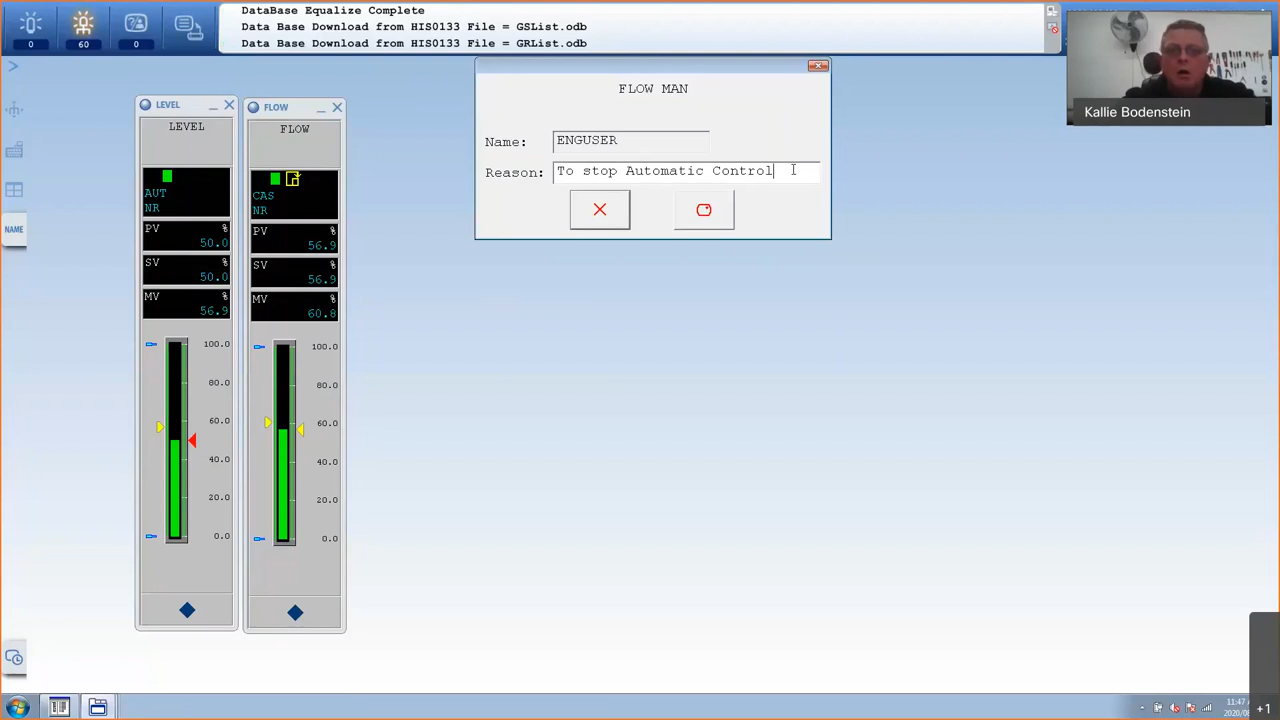 DataBase Equalize Complete
Data Base Download from HIS0133 File = GSList.odb
Data Base Download from HIS0133 File = GRList.odb
0
60
0
Kallie Bodenstein
FLOW MAN
Name: ENGUSER
Reason: To stop Automatic Control
NAME
LEVEL
LEVEL
AUT
NR
PV %
50.0
SV %
50.0
MV %
56.9
100.0
80.0
60.0
40.0
20.0
0.0
FLOW
FLOW
CAS
NR
PV %
56.9
SV %
56.9
MV %
60.8
100.0
80.0
60.0
40.0
20.0
0.0
+1